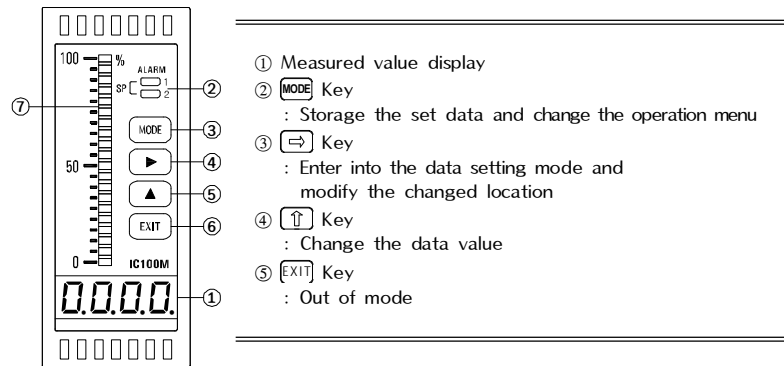 100 %
ALARM
SP 1
2
②
⑦
MODE ③
④
50
⑤
EXIT ⑥
0 IC100M
0.0.0.0. ①
① Measured value display
② MODE Key
: Storage the set data and change the operation menu
③ ⇨ Key
: Enter into the data setting mode and
modify the changed location
④ ⇧ Key
: Change the data value
⑤ EXIT Key
: Out of mode